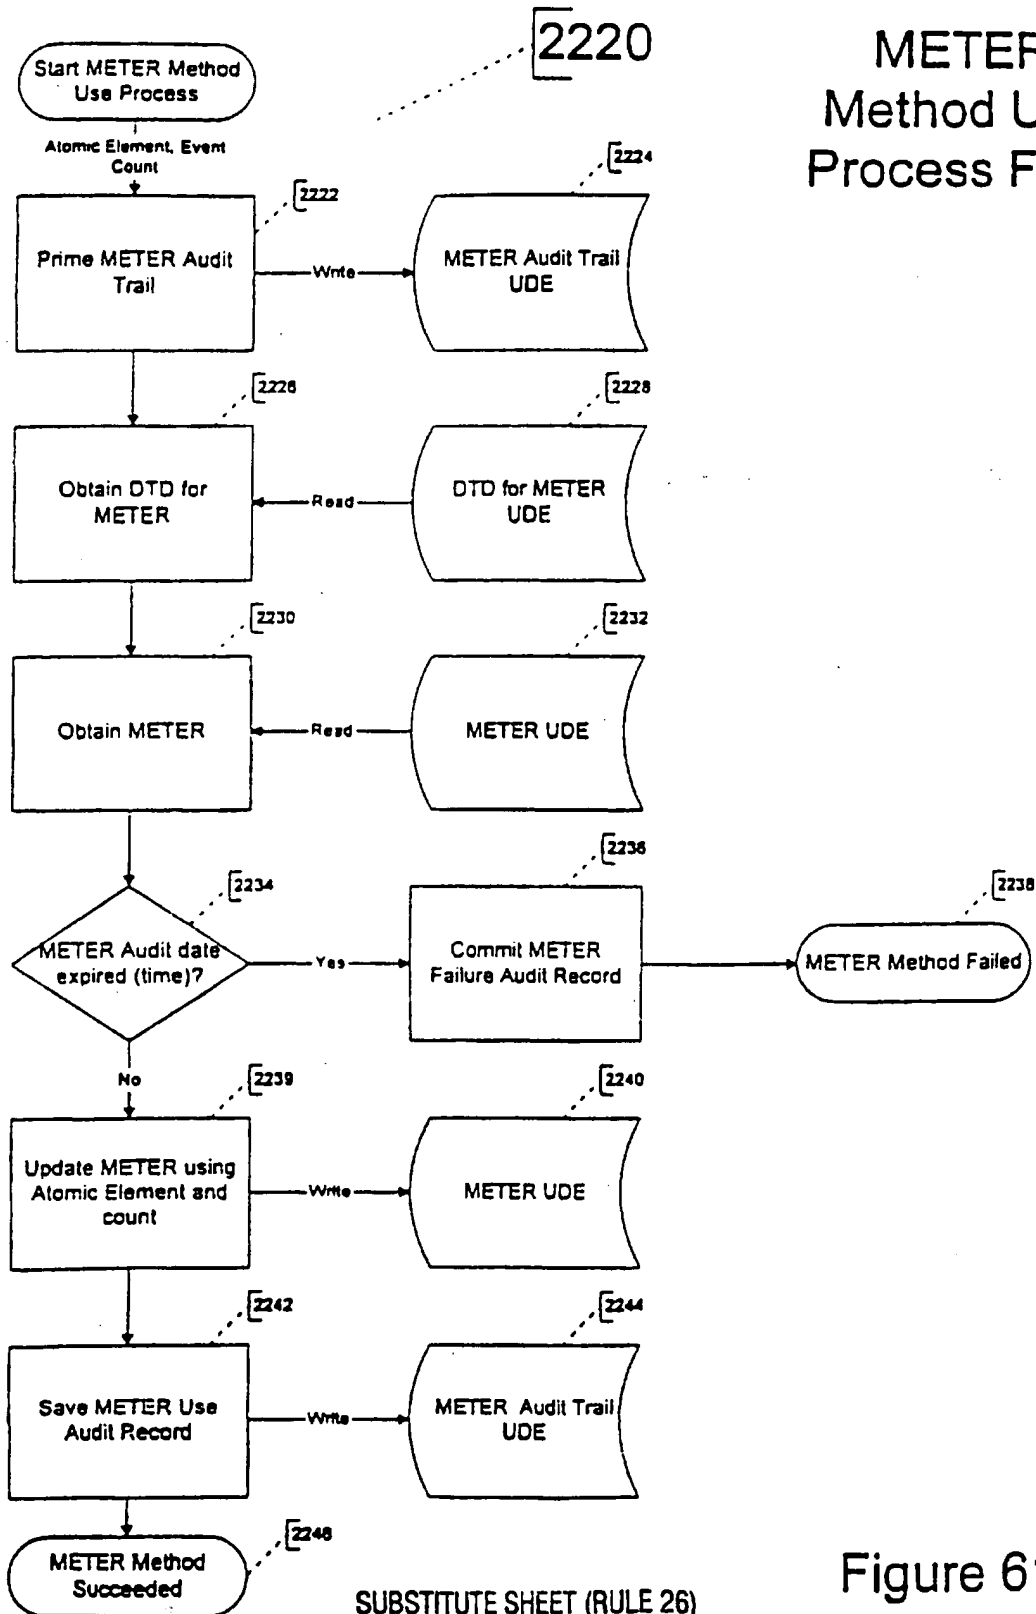 2220
METER
Method U
Process F
Start METER Method
Use Process
Atomic Element, Event
Count
2222
2224
Prime METER Audit
Trail
Write
METER Audit Trail
UDE
2226
2228
Obtain DTD for
METER
Read
DTD for METER
UDE
2230
2232
Obtain METER
Read
METER UDE
2234
2236
2238
METER Audit date
expired (time)?
Yes
Commit METER
Failure Audit Record
METER Method Failed
No
2239
2240
Update METER using
Atomic Element and
count
Write
METER UDE
2242
2244
Save METER Use
Audit Record
Write
METER Audit Trail
UDE
2246
METER Method
Succeeded
SUBSTITUTE SHEET (RULE 26)
Figure 61